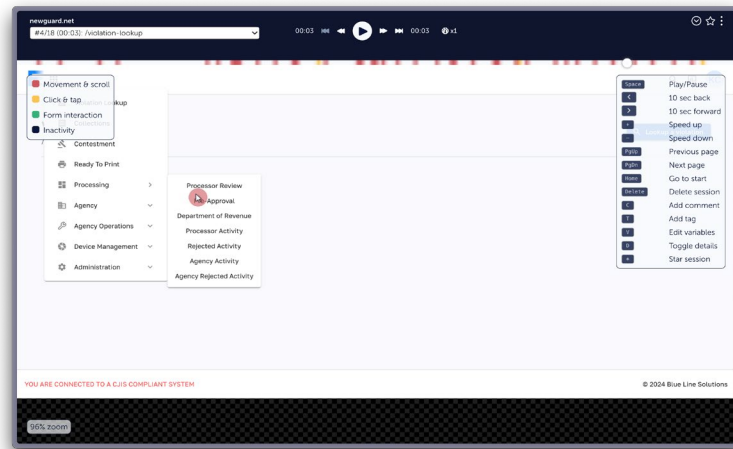 newguard.net
#4/18 (00:03): /violation-lookup
00:03
00:03
x1
Movement & scroll
Click & tap
Form interaction
Inactivity
Lookup
Contestment
Ready To Print
Processing
Agency
Agency Operations
Device Management
Administration
Processor Review
Approval
Department of Revenue
Processor Activity
Rejected Activity
Agency Activity
Agency Rejected Activity
Space Play/Pause
< 10 sec back
> 10 sec forward
+ Speed up
- Speed down
PgUp Previous page
PgDn Next page
Home Go to start
Delete Delete session
C Add comment
T Add tag
V Edit variables
D Toggle details
Star session
YOU ARE CONNECTED TO A CJIS COMPLIANT SYSTEM
© 2024 Blue Line Solutions
96% zoom